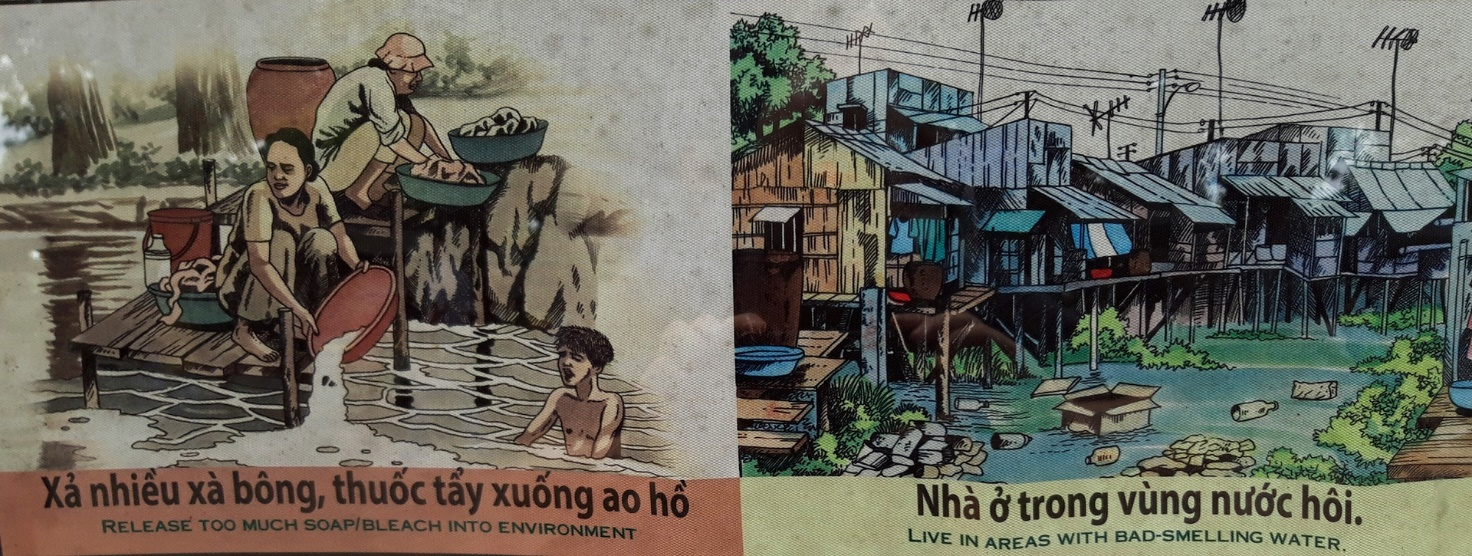 Xả nhiều xà bông, thuốc tẩy xuống ao hồ
RELEASE TOO MUCH SOAP/BLEACH INTO ENVIRONMENT
Nhà ở trong vùng nước hôi.
LIVE IN AREAS WITH BAD-SMELLING WATER.